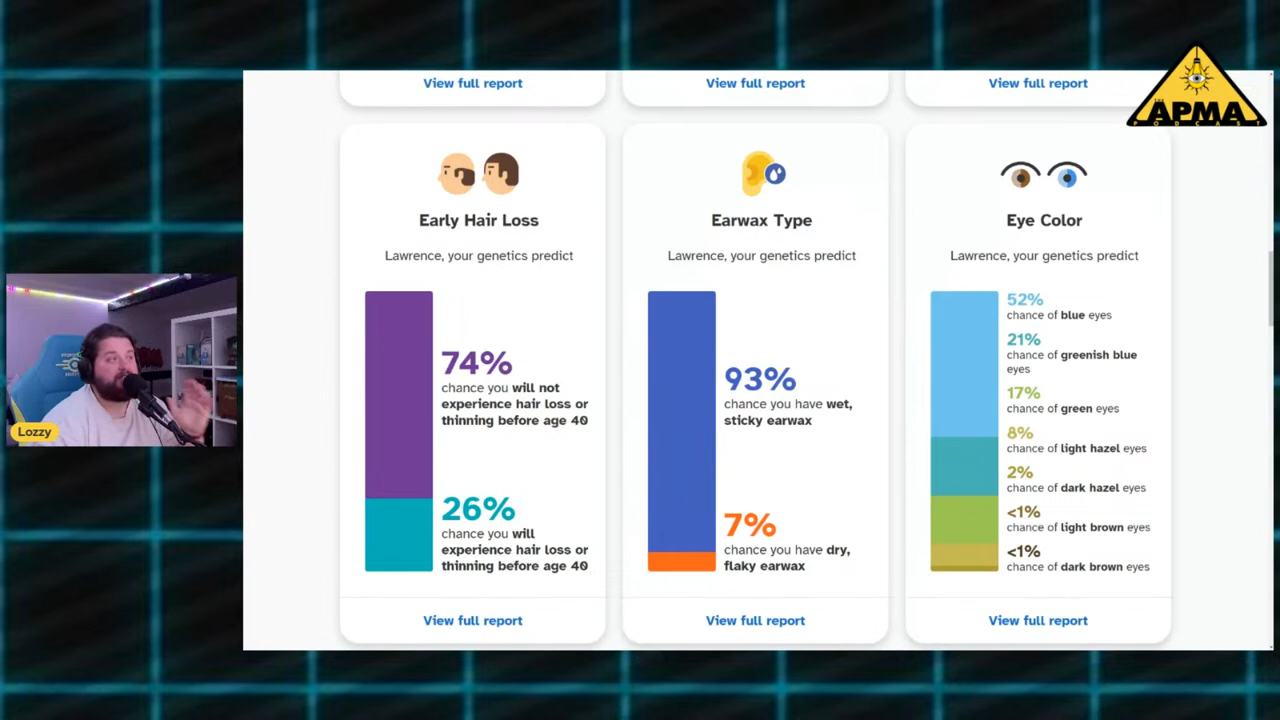 View full report
View full report
View full report
THE
APMA
PODCAST
Early Hair Loss
Lawrence, your genetics predict
74%
chance you will not
experience hair loss or
thinning before age 40
26%
chance you will
experience hair loss or
thinning before age 40
View full report
Earwax Type
Lawrence, your genetics predict
93%
chance you have wet,
sticky earwax
7%
chance you have dry,
flaky earwax
View full report
Eye Color
Lawrence, your genetics predict
52%
chance of blue eyes
21%
chance of greenish blue
eyes
17%
chance of green eyes
8%
chance of light hazel eyes
2%
chance of dark hazel eyes
<1%
chance of light brown eyes
<1%
chance of dark brown eyes
View full report
Lozzy